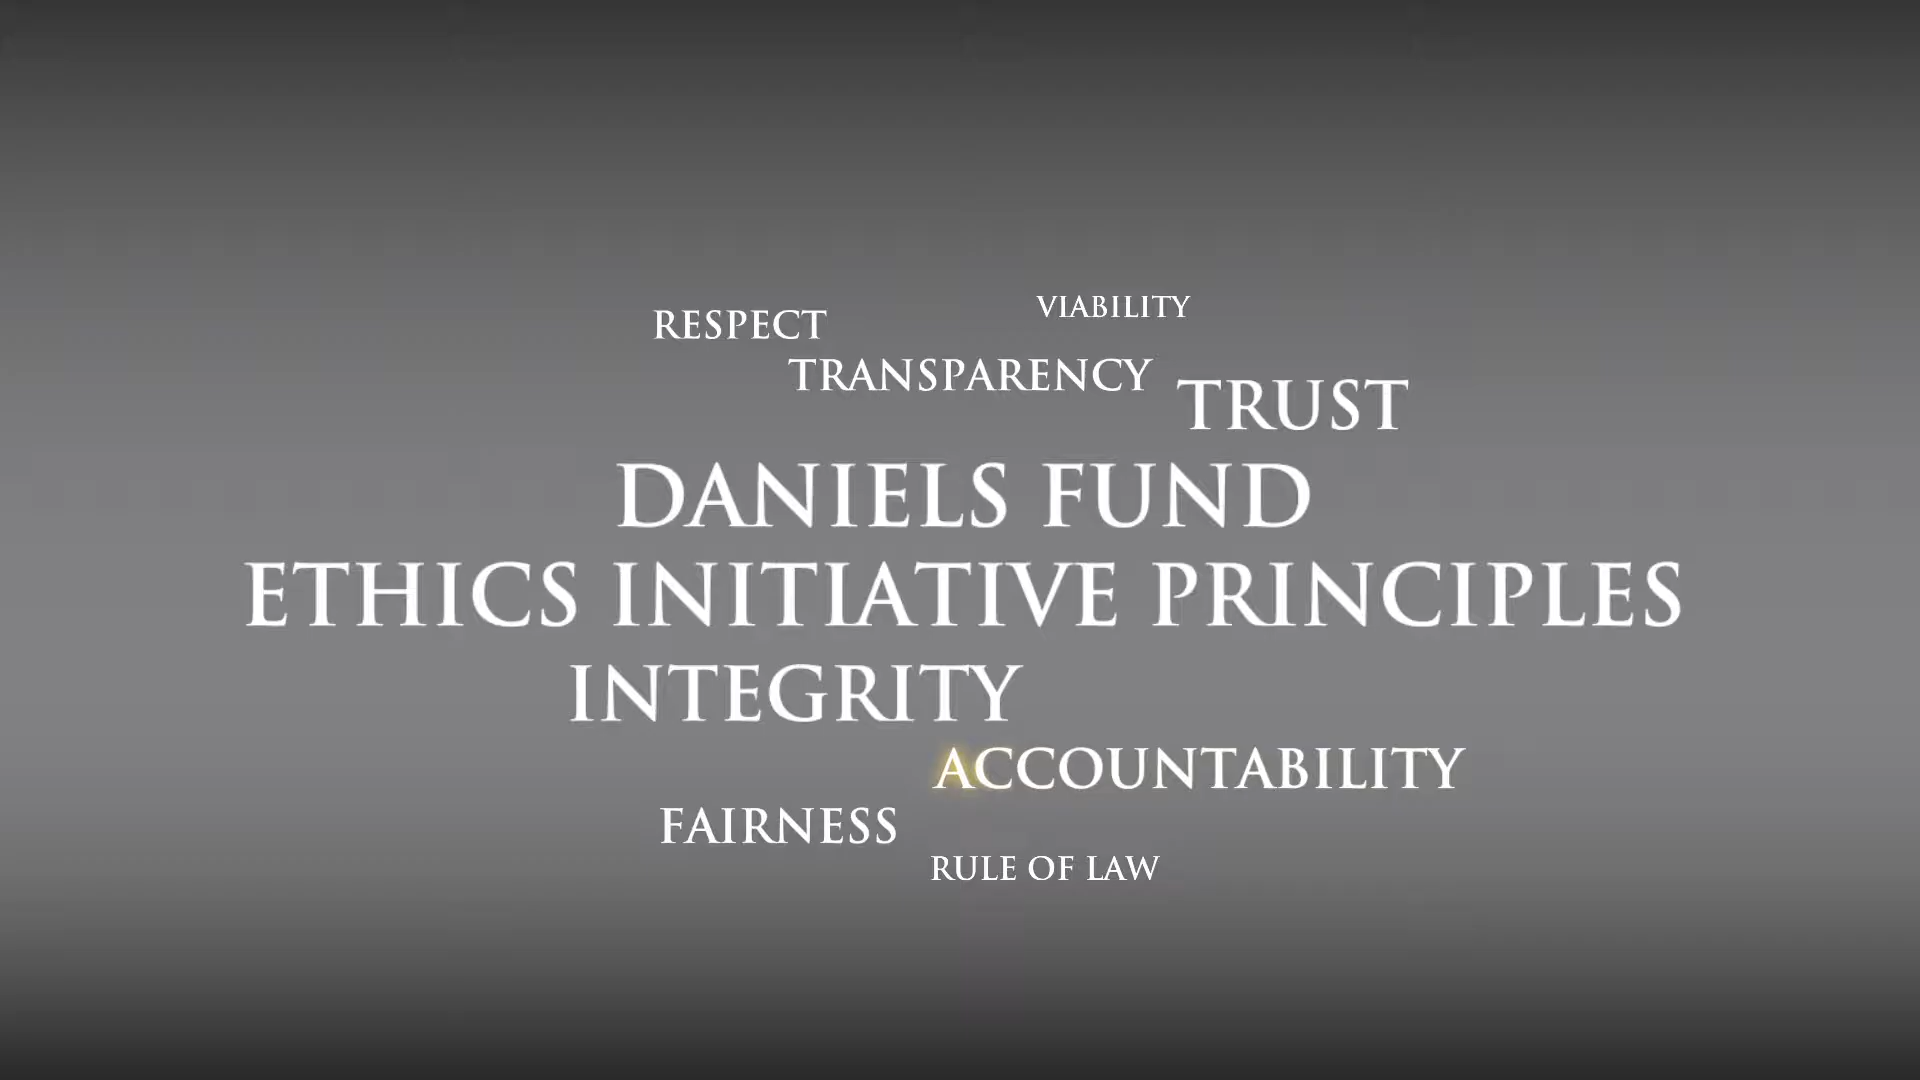 VIABILITY
RESPECT
TRANSPARENCY
TRUST
DANIELS FUND
ETHICS INITIATIVE PRINCIPLES
INTEGRITY
ACCOUNTABILITY
FAIRNESS
RULE OF LAW